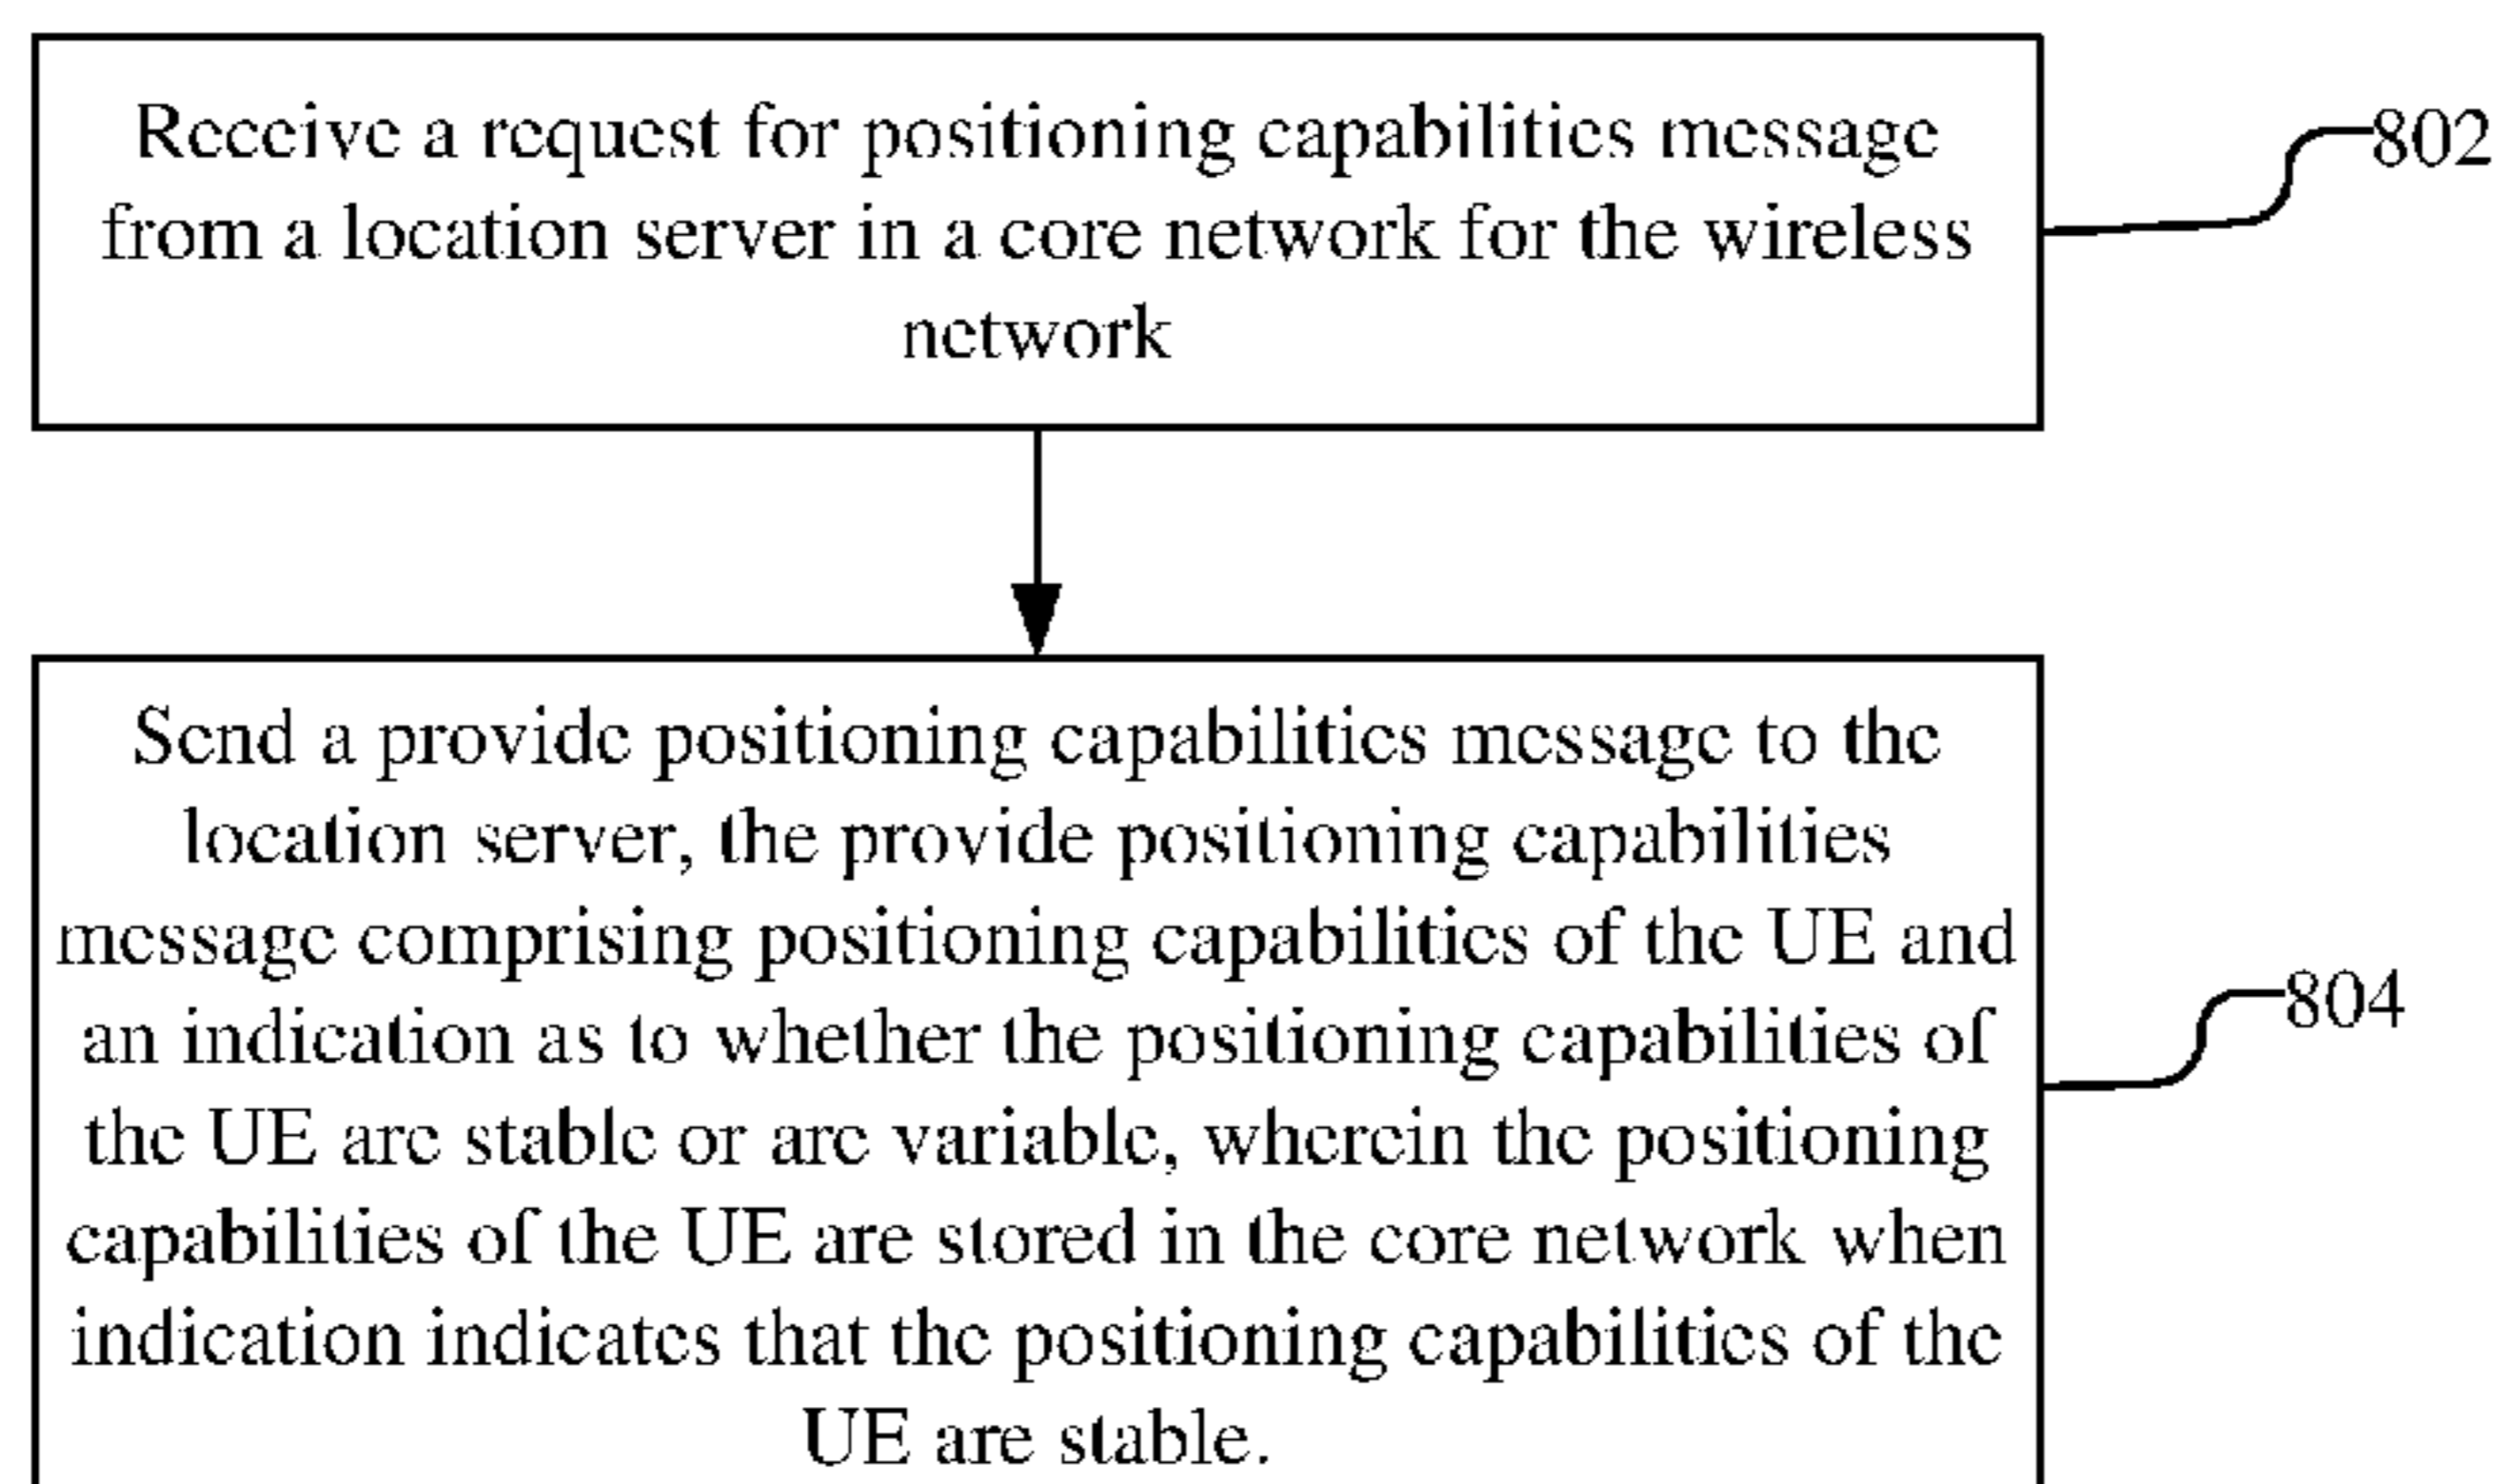 Receive a request for positioning capabilities message
from a location server in a core network for the wireless
network
802
Send a provide positioning capabilities message to the
location server, the provide positioning capabilities
message comprising positioning capabilities of the UE and
an indication as to whether the positioning capabilities of
the UE are stable or are variable, wherein the positioning
capabilities of the UE are stored in the core network when
indication indicates that the positioning capabilities of the
UE are stable.
804